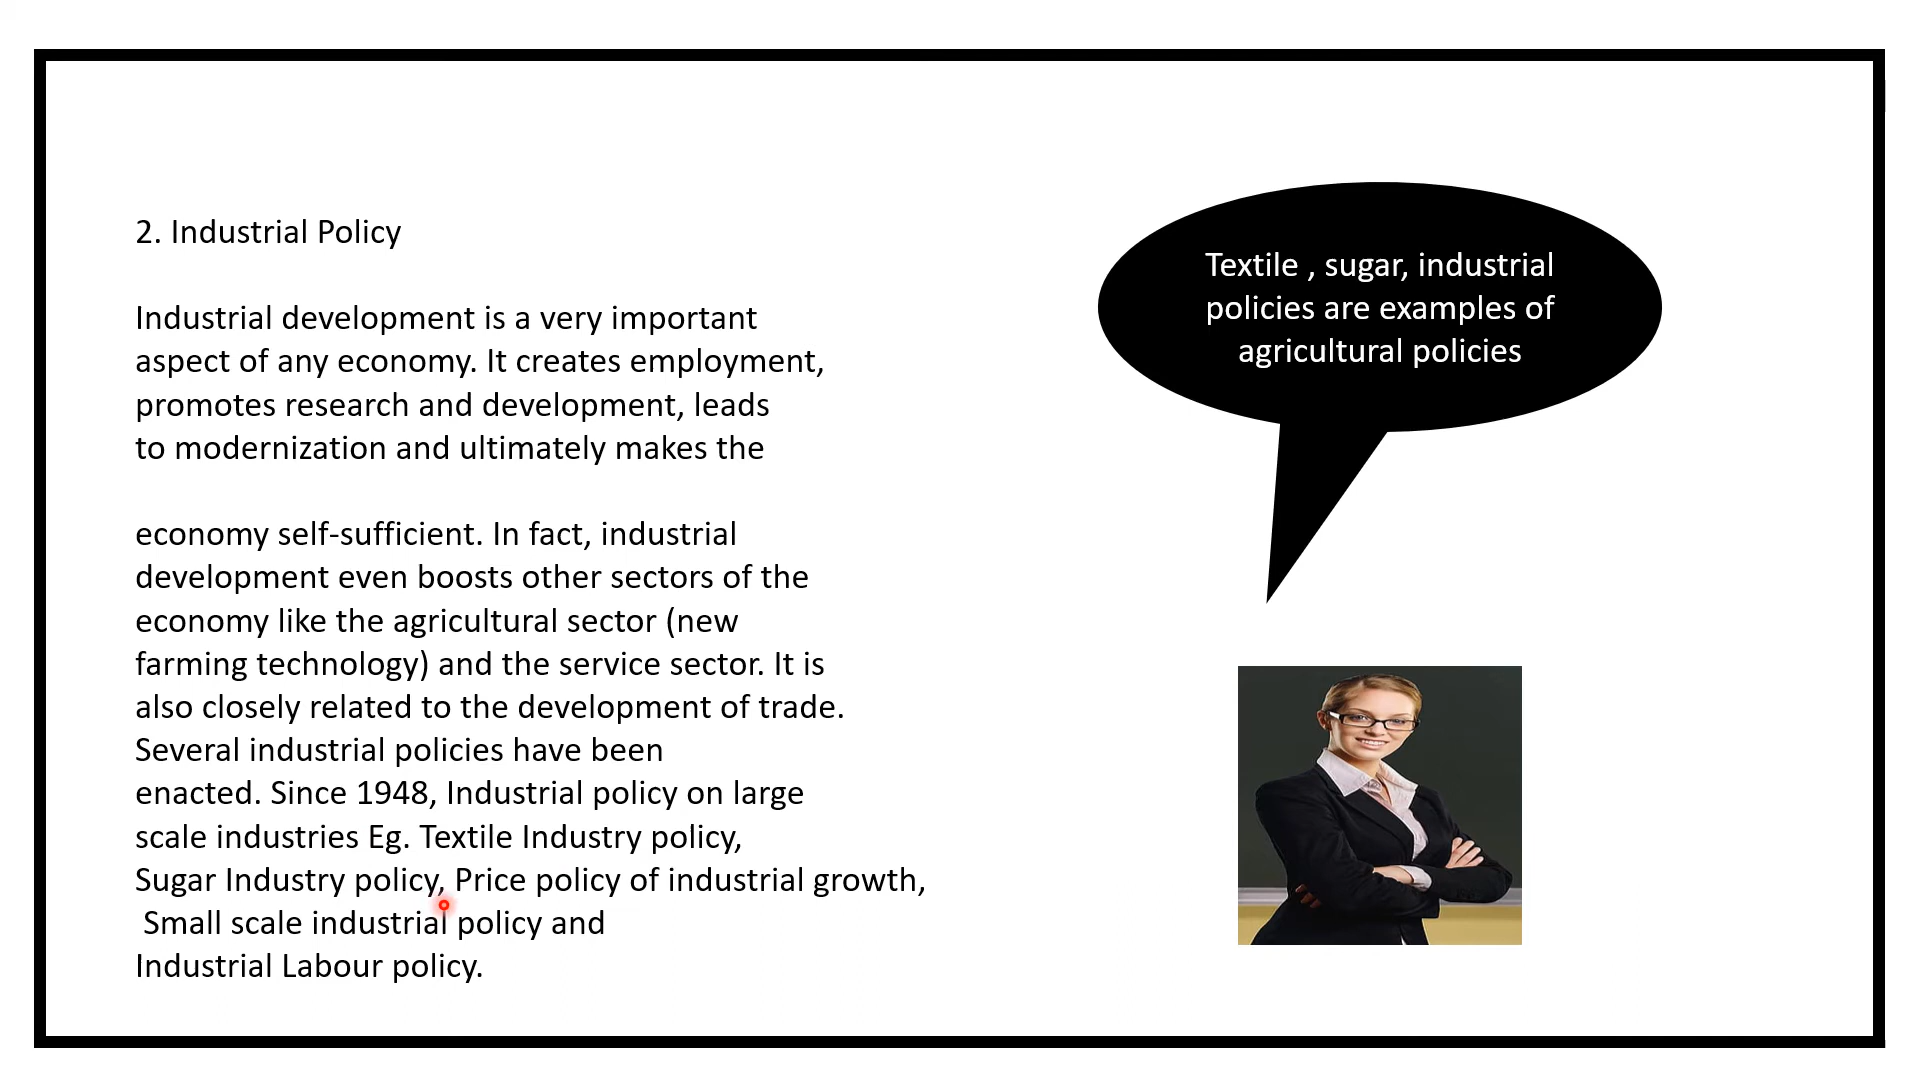 2. Industrial Policy
Industrial development is a very important
aspect of any economy. It creates employment,
promotes research and development, leads
to modernization and ultimately makes the
economy self-sufficient. In fact, industrial
development even boosts other sectors of the
economy like the agricultural sector (new
farming technology) and the service sector. It is
also closely related to the development of trade.
Several industrial policies have been
enacted. Since 1948, Industrial policy on large
scale industries Eg. Textile Industry policy,
Sugar Industry policy, Price policy of industrial growth,
Small scale industrial policy and
Industrial Labour policy.
Textile , sugar, industrial
policies are examples of
agricultural policies